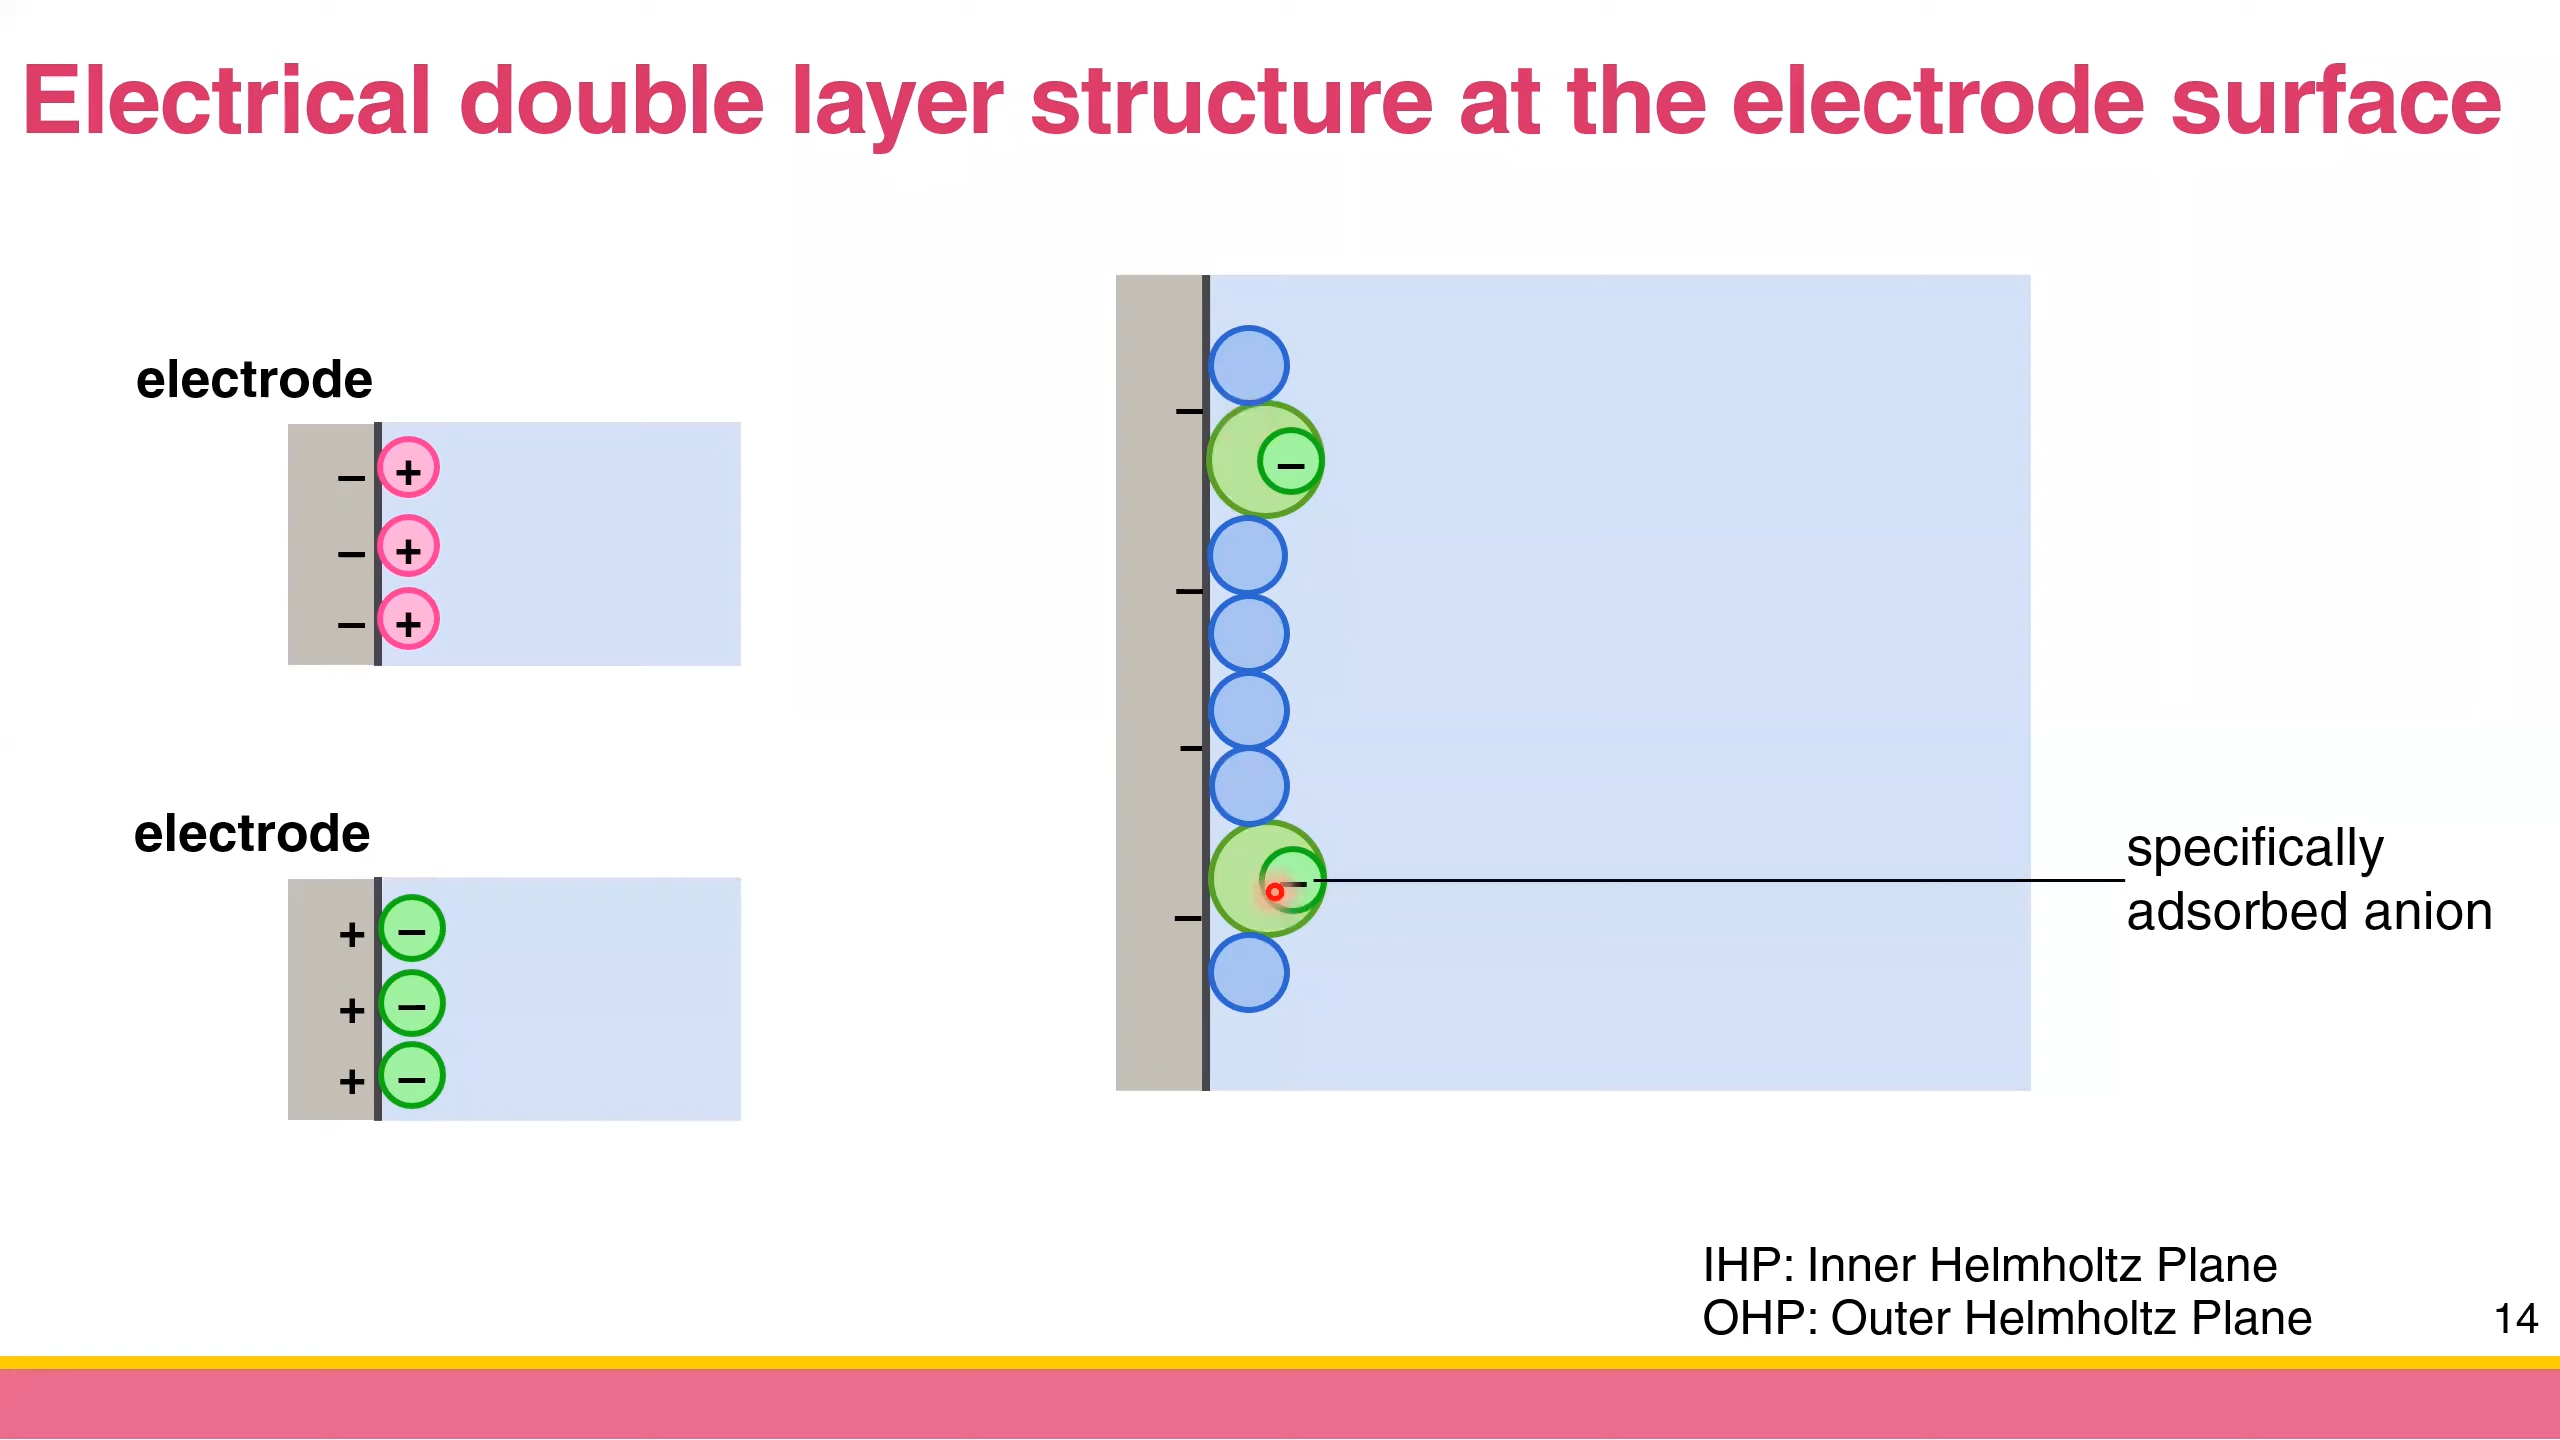 Electrical double layer structure at the electrode surface
electrode
– +
– +
– +
electrode
+ –
+ –
+ –
–
–
–
–
–
–
specifically
adsorbed anion
IHP: Inner Helmholtz Plane
OHP: Outer Helmholtz Plane
14